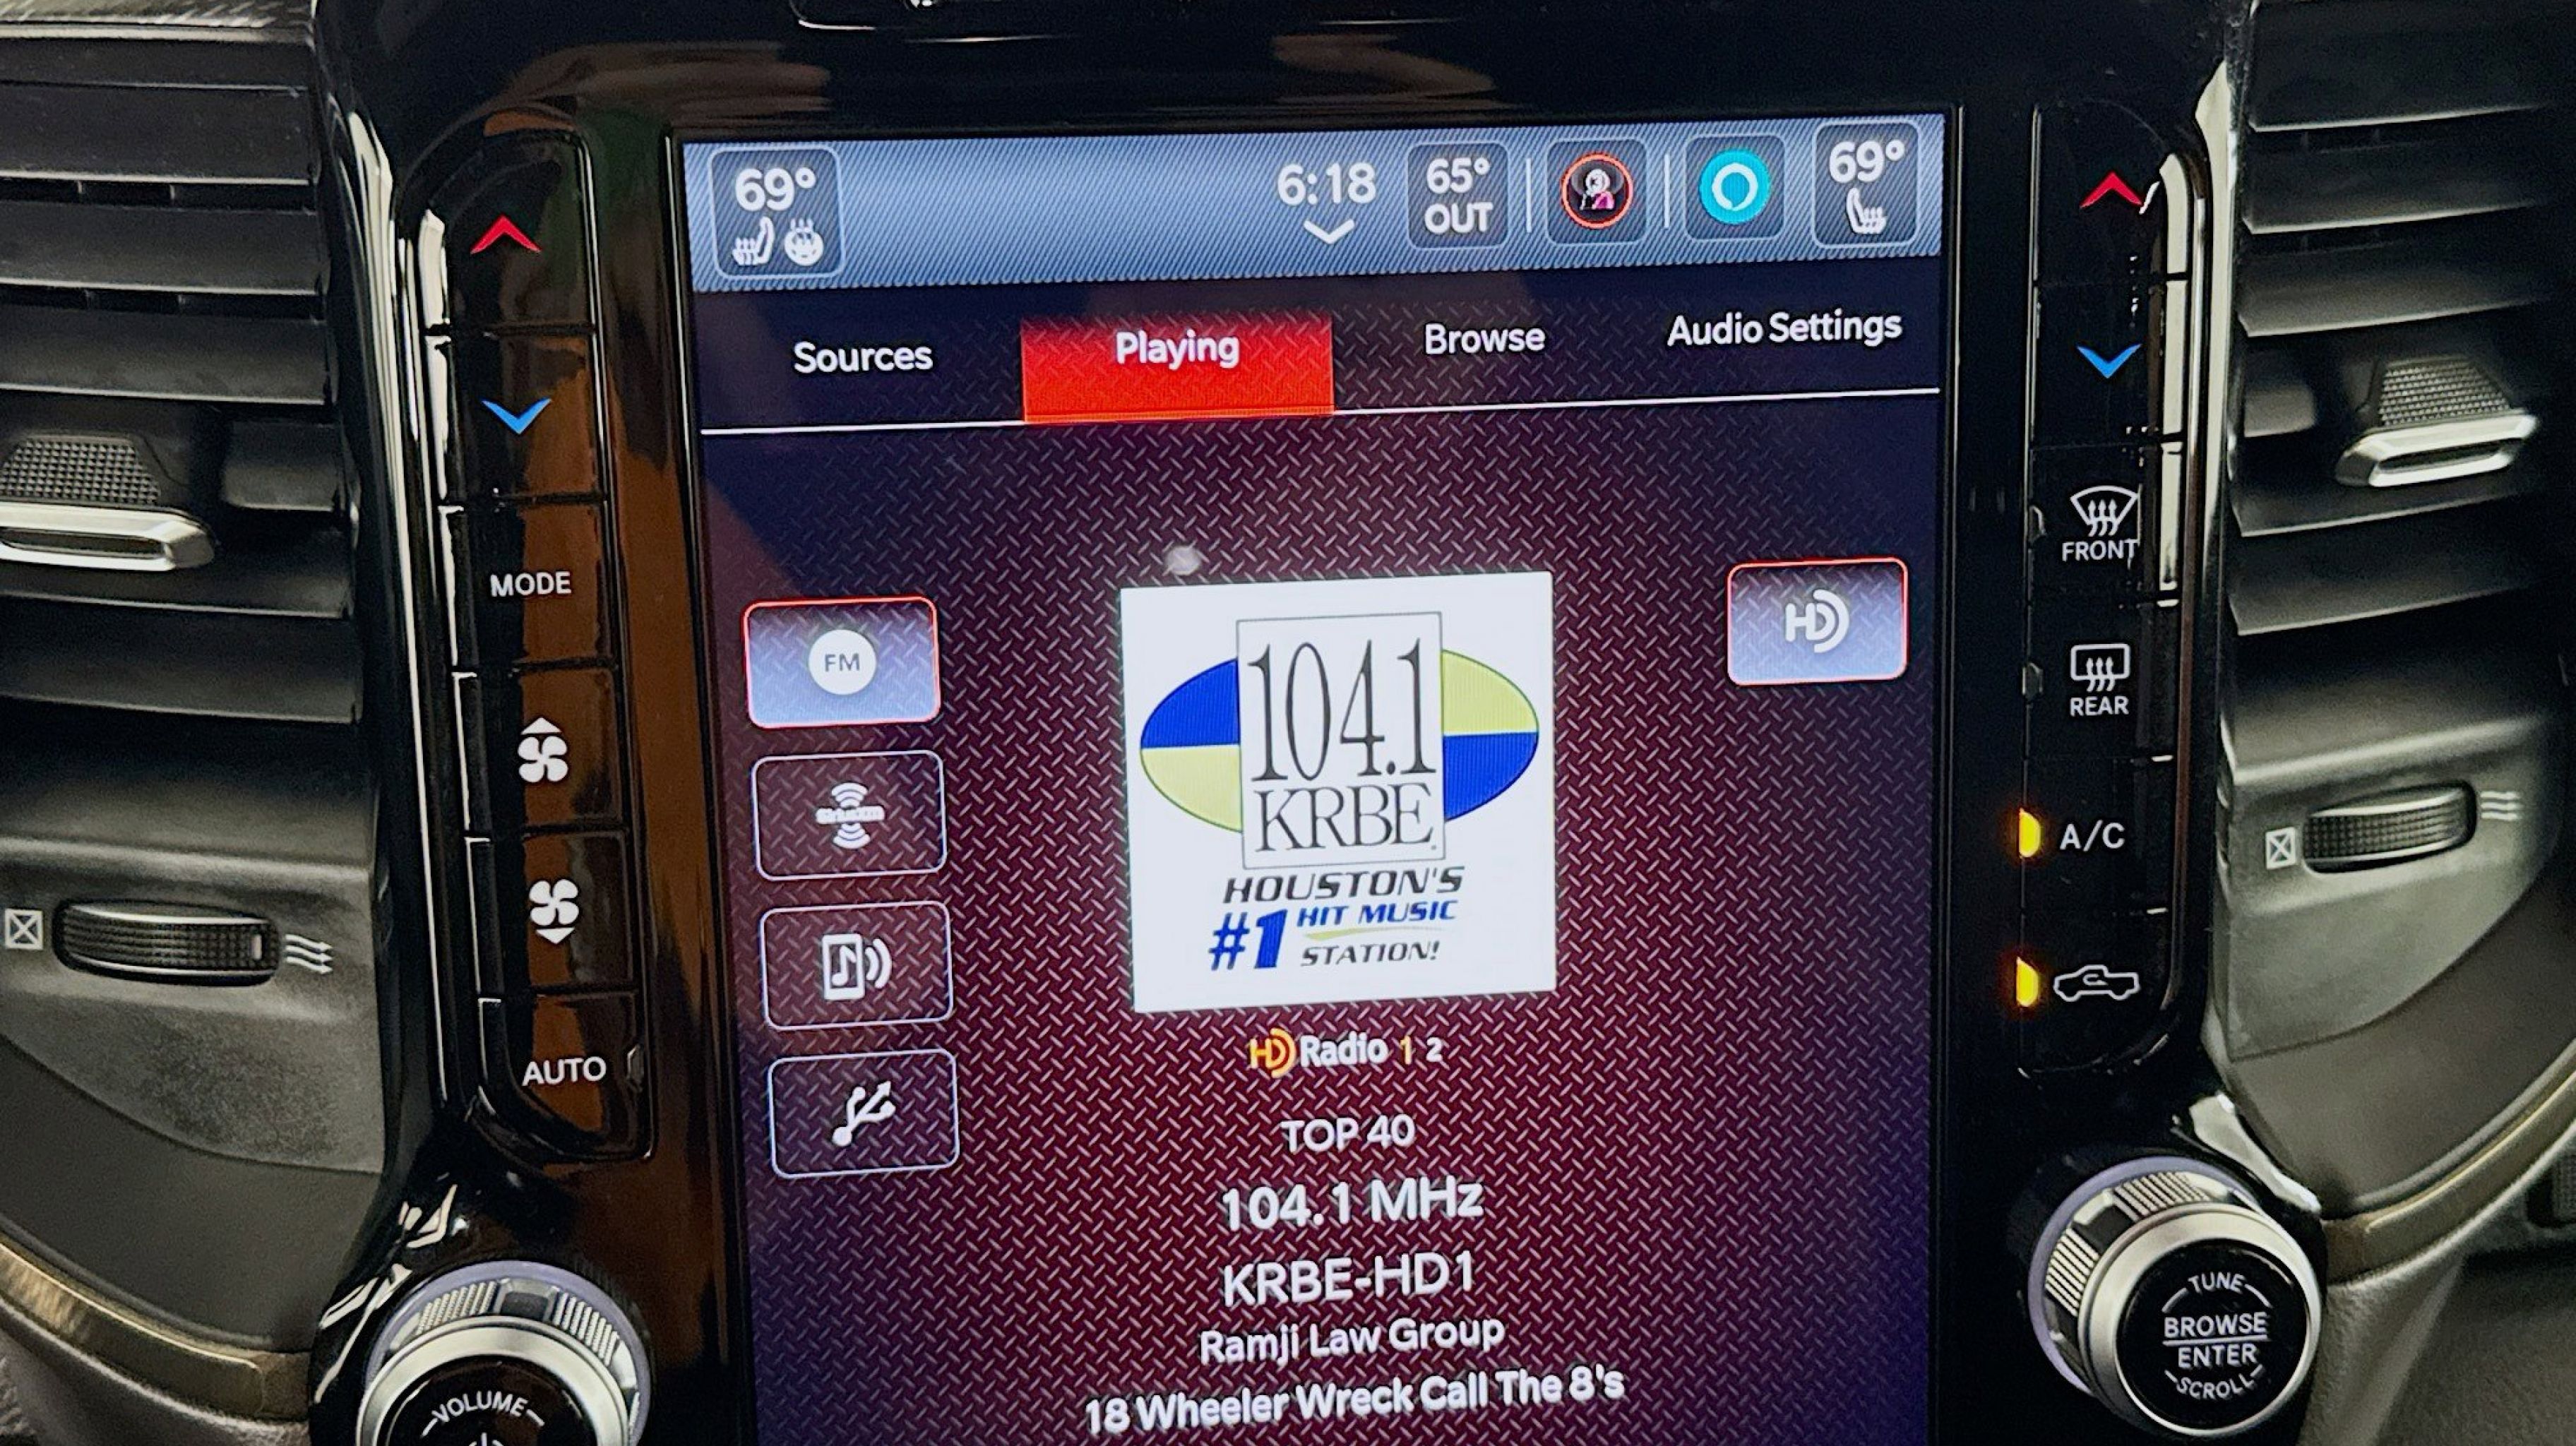 69°
6:18
65°
OUT
69°
Sources
Playing
Browse
Audio Settings
MODE
AUTO
FM
HD
104.1
KRBE
HOUSTON'S
#1 HIT MUSIC
STATION!
HD Radio 1 2
TOP 40
104.1 MHz
KRBE-HD1
Ramji Law Group
18 Wheeler Wreck Call The 8's
FRONT
REAR
A/C
VOLUME
TUNE
BROWSE
ENTER
SCROLL